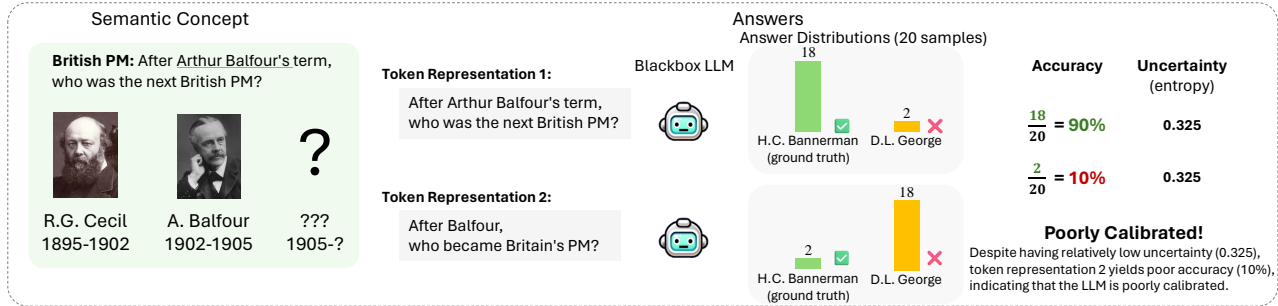 Semantic Concept
British PM: After Arthur Balfour's term,
who was the next British PM?
R.G. Cecil
1895-1902
A. Balfour
1902-1905
?
???
1905-?
Token Representation 1:
After Arthur Balfour's term,
who was the next British PM?
Token Representation 2:
After Balfour,
who became Britain's PM?
Blackbox LLM
Answers
Answer Distributions (20 samples)
18
2
H.C. Bannerman
(ground truth)
D.L. George
2
18
H.C. Bannerman
(ground truth)
D.L. George
Accuracy
Uncertainty
(entropy)
18/20 = 90%
0.325
2/20 = 10%
0.325
Poorly Calibrated!
Despite having relatively low uncertainty (0.325),
token representation 2 yields poor accuracy (10%),
indicating that the LLM is poorly calibrated.